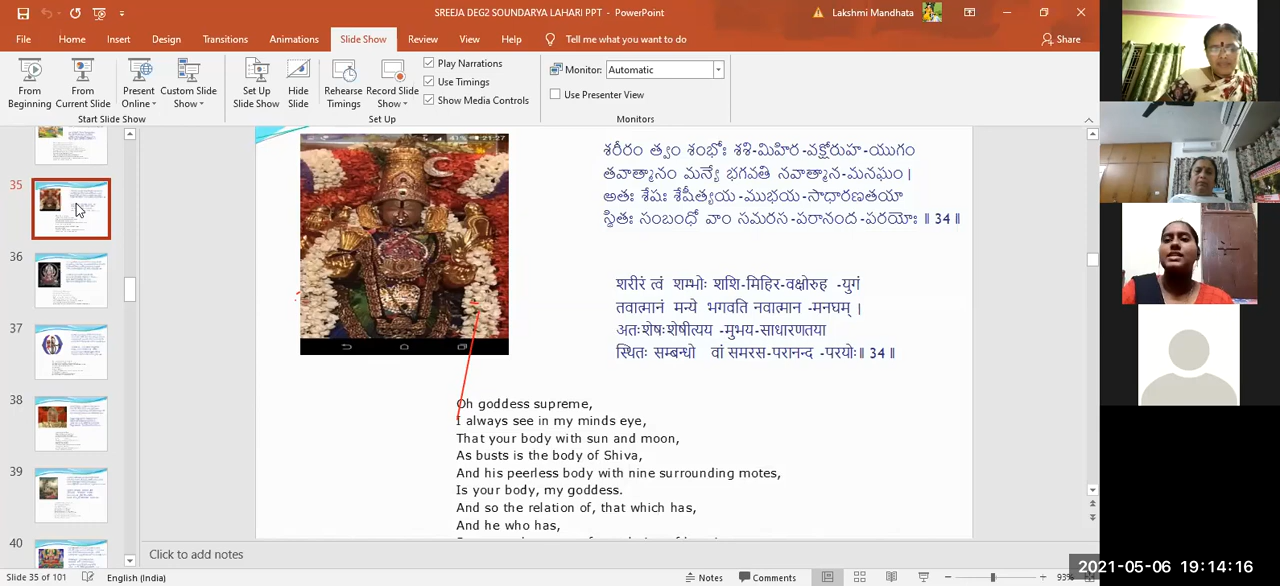 SREEJA DEG2 SOUNDARYA LAHARI PPT - PowerPoint
Lakshmi Mandhata
File Home Insert Design Transitions Animations Slide Show Review View Help Tell me what you want to do Share
From Beginning
From Current Slide
Present Online
Custom Slide Show
Start Slide Show
Set Up Slide Show
Hide Slide
Rehearse Timings
Record Slide Show
Play Narrations
Use Timings
Show Media Controls
Set Up
Monitor: Automatic
Use Presenter View
Monitors
35
36
37
38
39
40
41% 21:27
శరీరం త్వం శంభోః శశి-మిహిర-వక్షోరుహ-యుగం
తవాత్మానం మన్యే భగవతి నవాత్మాన-మనఘం |
అతః శేషః శేషీత్యయ-ముభయ-సాధారణతయా
స్థితః సంబంధో వాం సమరస-పరానంద-పరయోః || 34 ||
शरीरं त्वं शम्भोः शशि-मिहिर-वक्षोरुह -युगं
तवात्मानं मन्ये भगवति नवात्मान -मनघम् |
अतःशेषःशेषीत्यय -मुभय-साधारणतया
स्थितः सम्बन्धो वां समरस-परानन्द -परयोः || 34 ||
Oh goddess supreme,
I always see in my minds eye,
That your body with sun and moon,
As busts is the body of Shiva,
And his peerless body with nine surrounding motes,
Is your body, my goddess.
And so the relation of, that which has,
And he who has,
Click to add notes
Slide 35 of 101 English (India) Notes Comments 93%
2021-05-06 19:14:16